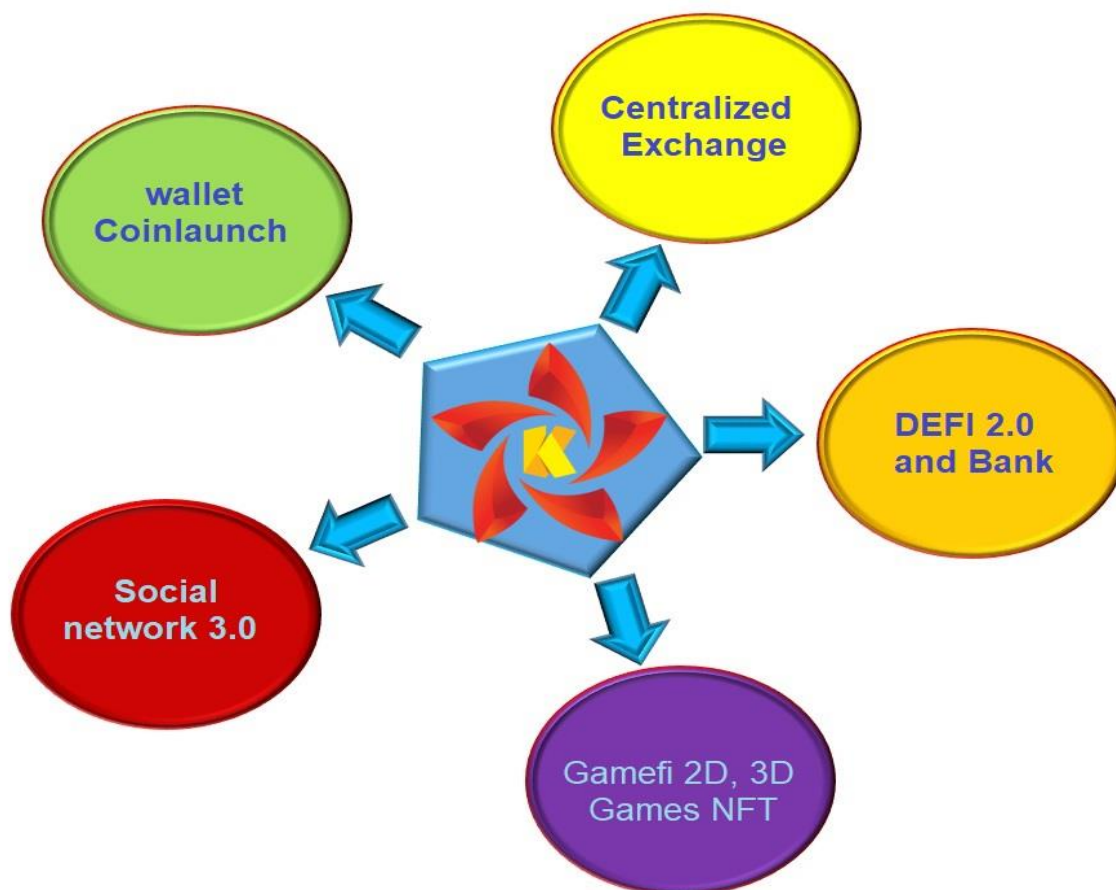 Centralized
Exchange
wallet
Coinlaunch
DEFI 2.0
and Bank
Social
network 3.0
Gamefi 2D, 3D
Games NFT
K